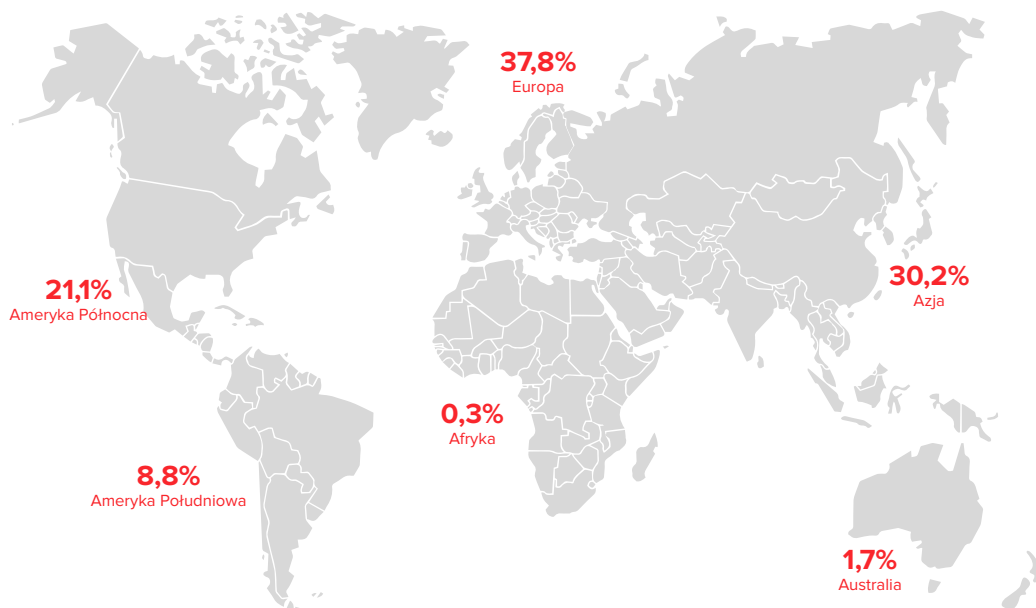 37,8%
Europa
21,1%
Ameryka Północna
30,2%
Azja
0,3%
Afryka
8,8%
Ameryka Południowa
1,7%
Australia